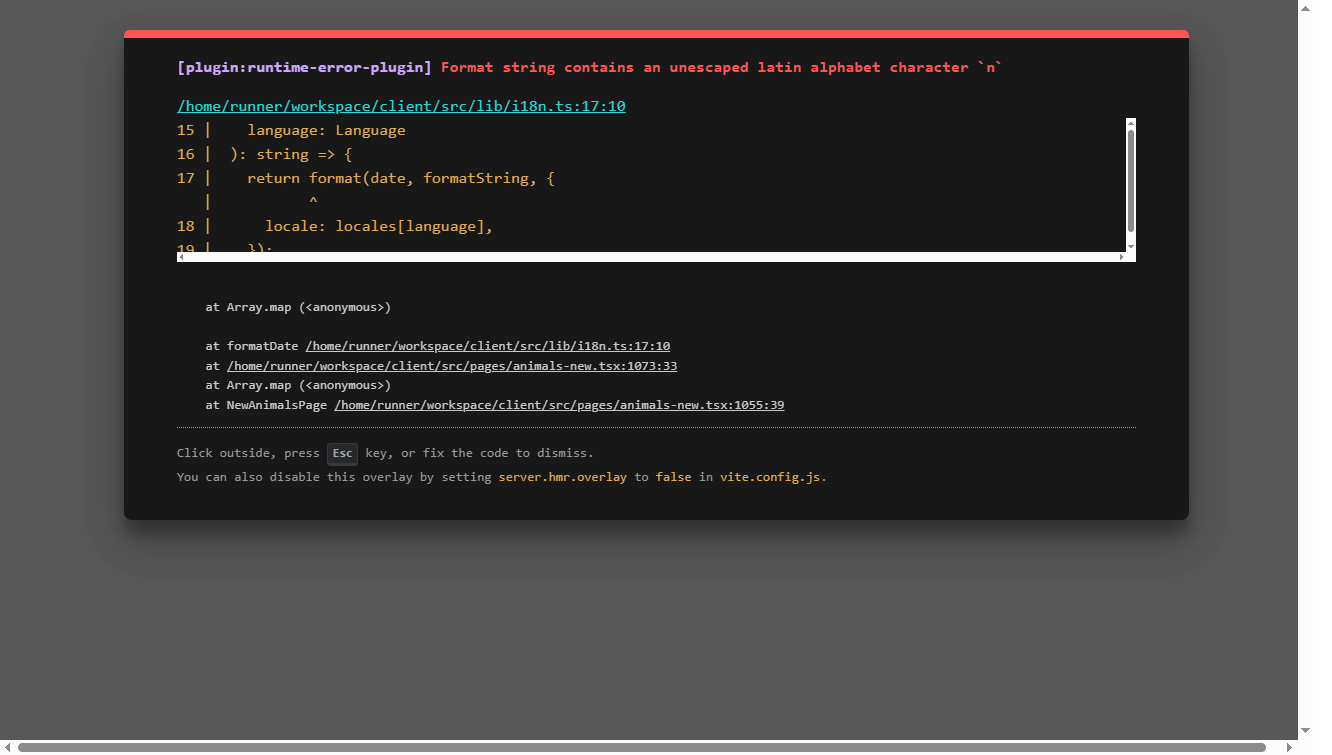 [plugin:runtime-error-plugin] Format string contains an unescaped latin alphabet character `n`
/home/runner/workspace/client/src/lib/i18n.ts:17:10
15 |    language: Language
16 |  ): string => {
17 |    return format(date, formatString, {
   |           ^
18 |      locale: locales[language],
19 |    });
at Array.map (<anonymous>)
at formatDate /home/runner/workspace/client/src/lib/i18n.ts:17:10
at /home/runner/workspace/client/src/pages/animals-new.tsx:1073:33
at Array.map (<anonymous>)
at NewAnimalsPage /home/runner/workspace/client/src/pages/animals-new.tsx:1055:39
Click outside, press Esc key, or fix the code to dismiss.
You can also disable this overlay by setting server.hmr.overlay to false in vite.config.js.